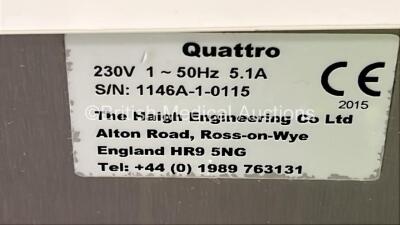 Quattro
230V 1 ~ 50Hz 5.1A
S/N: 1146A-1-0115
CE
2015
British Medical Auctions
The Haigh Engineering Co Ltd
Alton Road, Ross-on-Wye
England HR9 5NG
Tel: +44 (0) 1989 763131